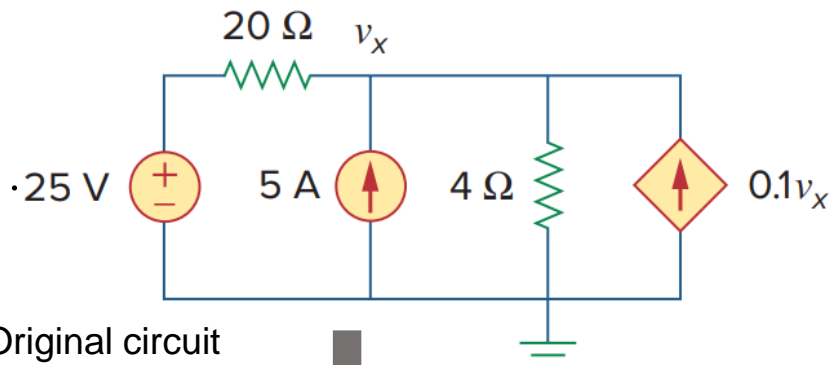 20 Ω vₓ
·25 V + − 5 A 4 Ω 0.1vₓ
Original circuit